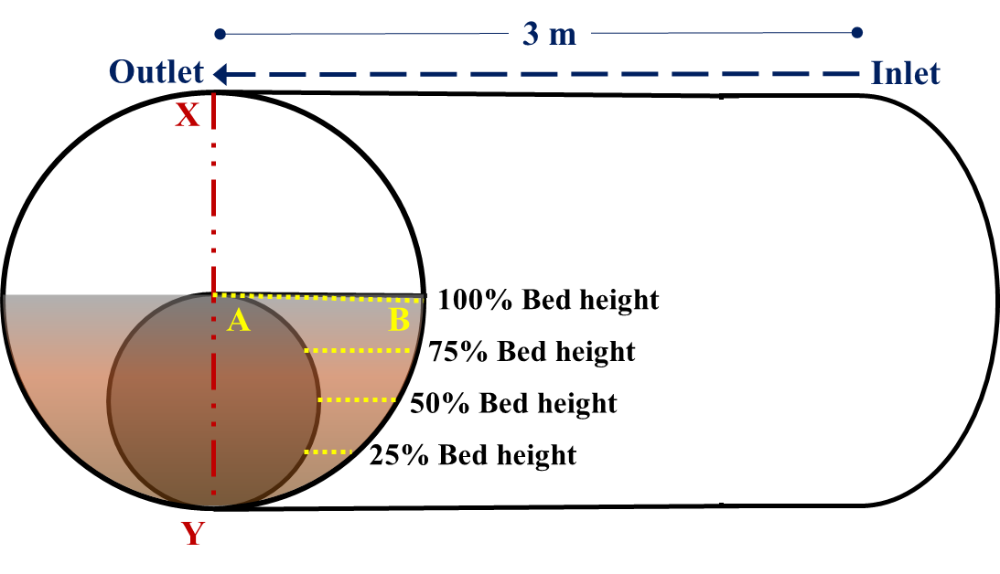 3 m
Outlet
Inlet
X
A
B
100% Bed height
75% Bed height
50% Bed height
25% Bed height
Y